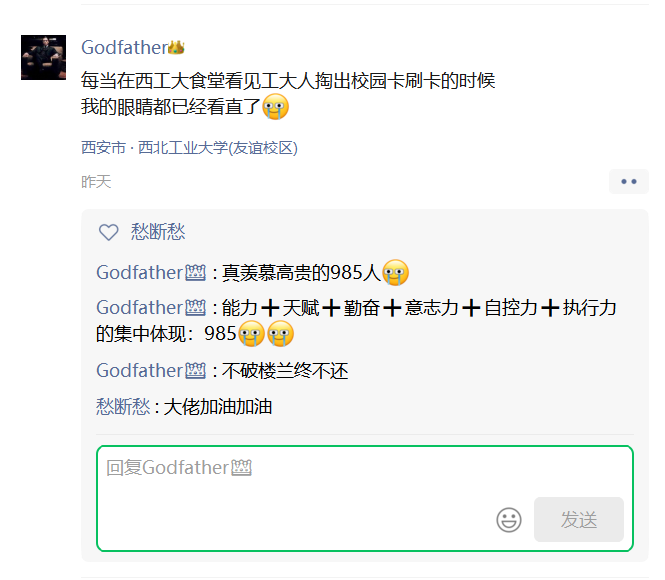 Godfather👑
每当在西工大食堂看见工大人掏出校园卡刷卡的时候
我的眼睛都已经看直了🥹
西安市 · 西北工业大学(友谊校区)
昨天
愁断愁
Godfather👑 : 真羡慕高贵的985人🥹
Godfather👑 : 能力➕天赋➕勤奋➕意志力➕自控力➕执行力
的集中体现：985🥹🥹
Godfather👑 : 不破楼兰终不还
愁断愁 : 大佬加油加油
回复Godfather👑
发送